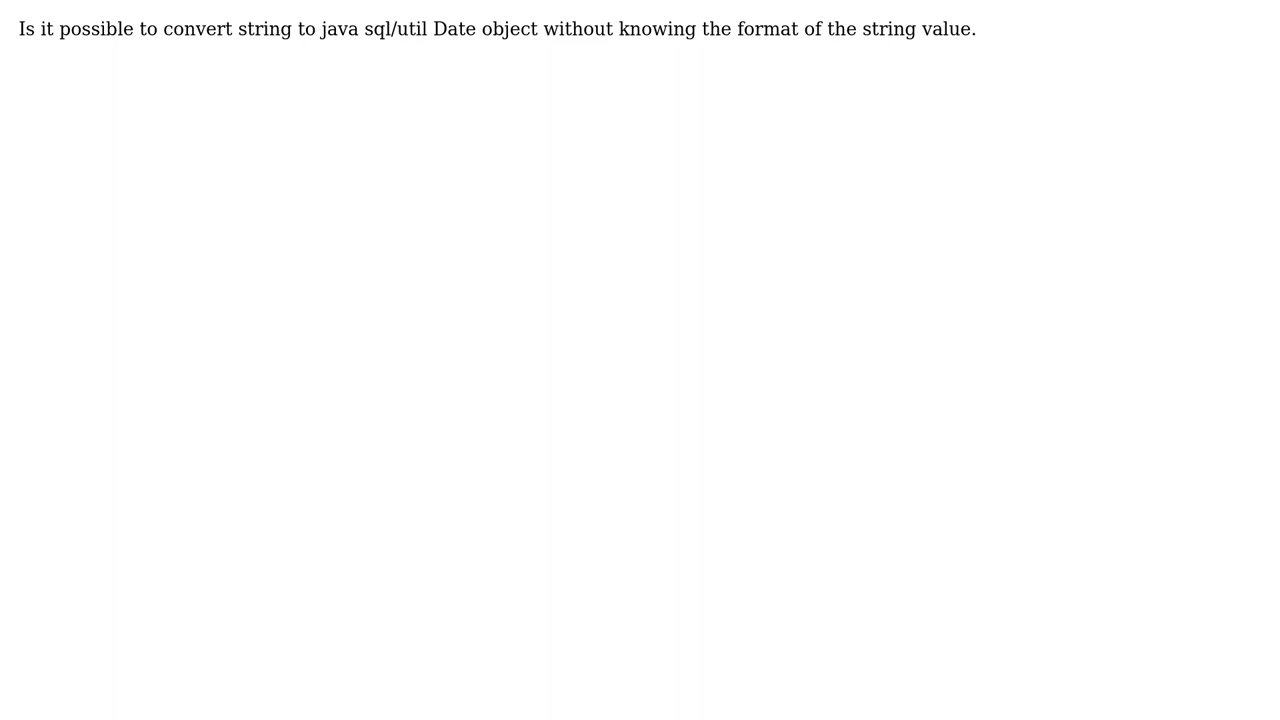 Is it possible to convert string to java sql/util Date object without knowing the format of the string value.